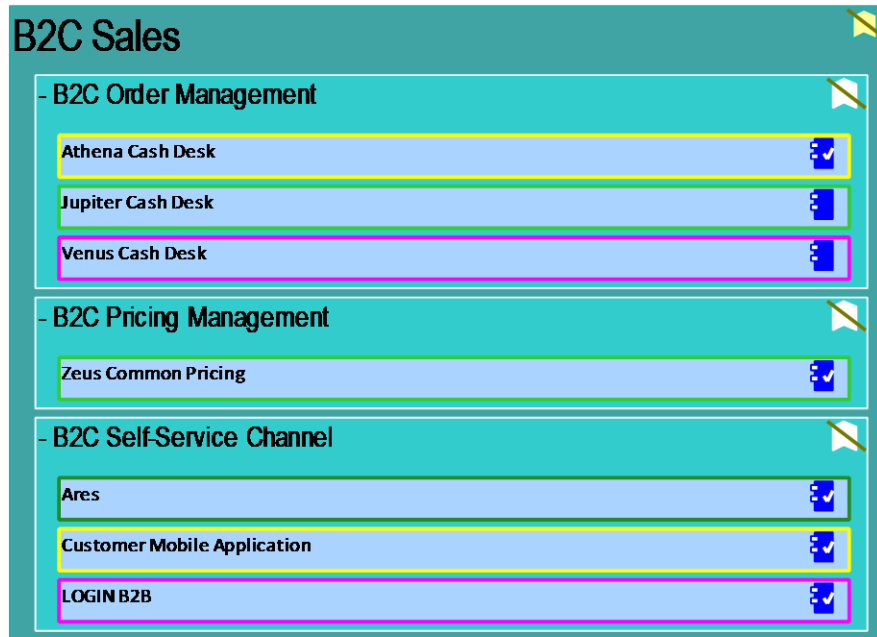 B2C Sales
- B2C Order Management
Athena Cash Desk
Jupiter Cash Desk
Venus Cash Desk
- B2C Pricing Management
Zeus Common Pricing
- B2C Self-Service Channel
Ares
Customer Mobile Application
LOGIN B2B